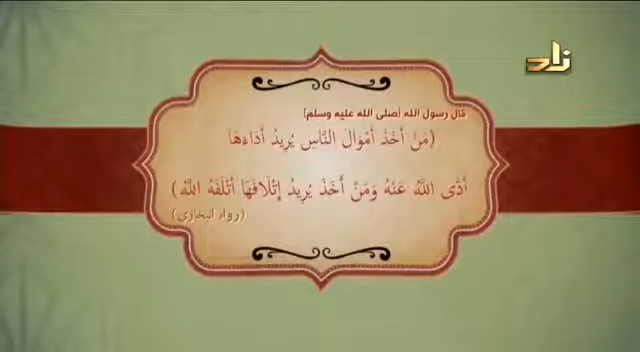 زاد
قال رسول الله (صلى الله عليه وسلم)
(مَنْ أَخَذَ أَمْوَالَ النَّاسِ يُرِيدُ أَدَاءَهَا
أَدَّى اللَّهُ عَنْهُ وَمَنْ أَخَذَ يُرِيدُ إِتْلَافَهَا أَتْلَفَهُ اللَّهُ)
(رواه البخاري)